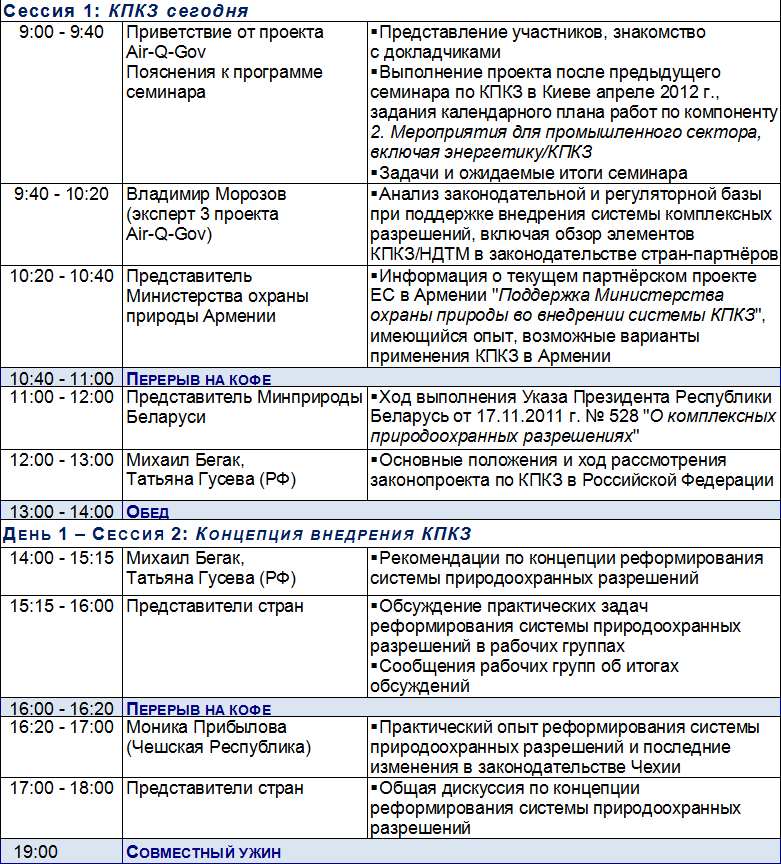 Сессия 1: КПКЗ сегодня
9:00 - 9:40
Приветствие от проекта
Air-Q-Gov
Пояснения к программе
семинара
▪Представление участников, знакомство
с докладчиками
▪Выполнение проекта после предыдущего
семинара по КПКЗ в Киеве апреле 2012 г.,
задания календарного плана работ по компоненту
2. Мероприятия для промышленного сектора,
включая энергетику/КПКЗ
▪Задачи и ожидаемые итоги семинара
9:40 - 10:20
Владимир Морозов
(эксперт 3 проекта
Air-Q-Gov)
▪Анализ законодательной и регуляторной базы
при поддержке внедрения системы комплексных
разрешений, включая обзор элементов
КПКЗ/НДТМ в законодательстве стран-партнёров
10:20 - 10:40
Представитель
Министерства охраны
природы Армении
▪Информация о текущем партнёрском проекте
ЕС в Армении "Поддержка Министерства
охраны природы во внедрении системы КПКЗ",
имеющийся опыт, возможные варианты
применения КПКЗ в Армении
10:40 - 11:00 Перерыв на кофе
11:00 - 12:00
Представитель Минприроды
Беларуси
▪Ход выполнения Указа Президента Республики
Беларусь от 17.11.2011 г. № 528 "О комплексных
природоохранных разрешениях"
12:00 - 13:00
Михаил Бегак,
Татьяна Гусева (РФ)
▪Основные положения и ход рассмотрения
законопроекта по КПКЗ в Российской Федерации
13:00 - 14:00 Обед
День 1 – Сессия 2: Концепция внедрения КПКЗ
14:00 - 15:15
Михаил Бегак,
Татьяна Гусева (РФ)
▪Рекомендации по концепции реформирования
системы природоохранных разрешений
15:15 - 16:00
Представители стран
▪Обсуждение практических задач
реформирования системы природоохранных
разрешений в рабочих группах
▪Сообщения рабочих групп об итогах
обсуждений
16:00 - 16:20 Перерыв на кофе
16:20 - 17:00
Моника Прибылова
(Чешская Республика)
▪Практический опыт реформирования системы
природоохранных разрешений и последние
изменения в законодательстве Чехии
17:00 - 18:00
Представители стран
▪Общая дискуссия по концепции
реформирования системы природоохранных
разрешений
19:00 Совместный ужин